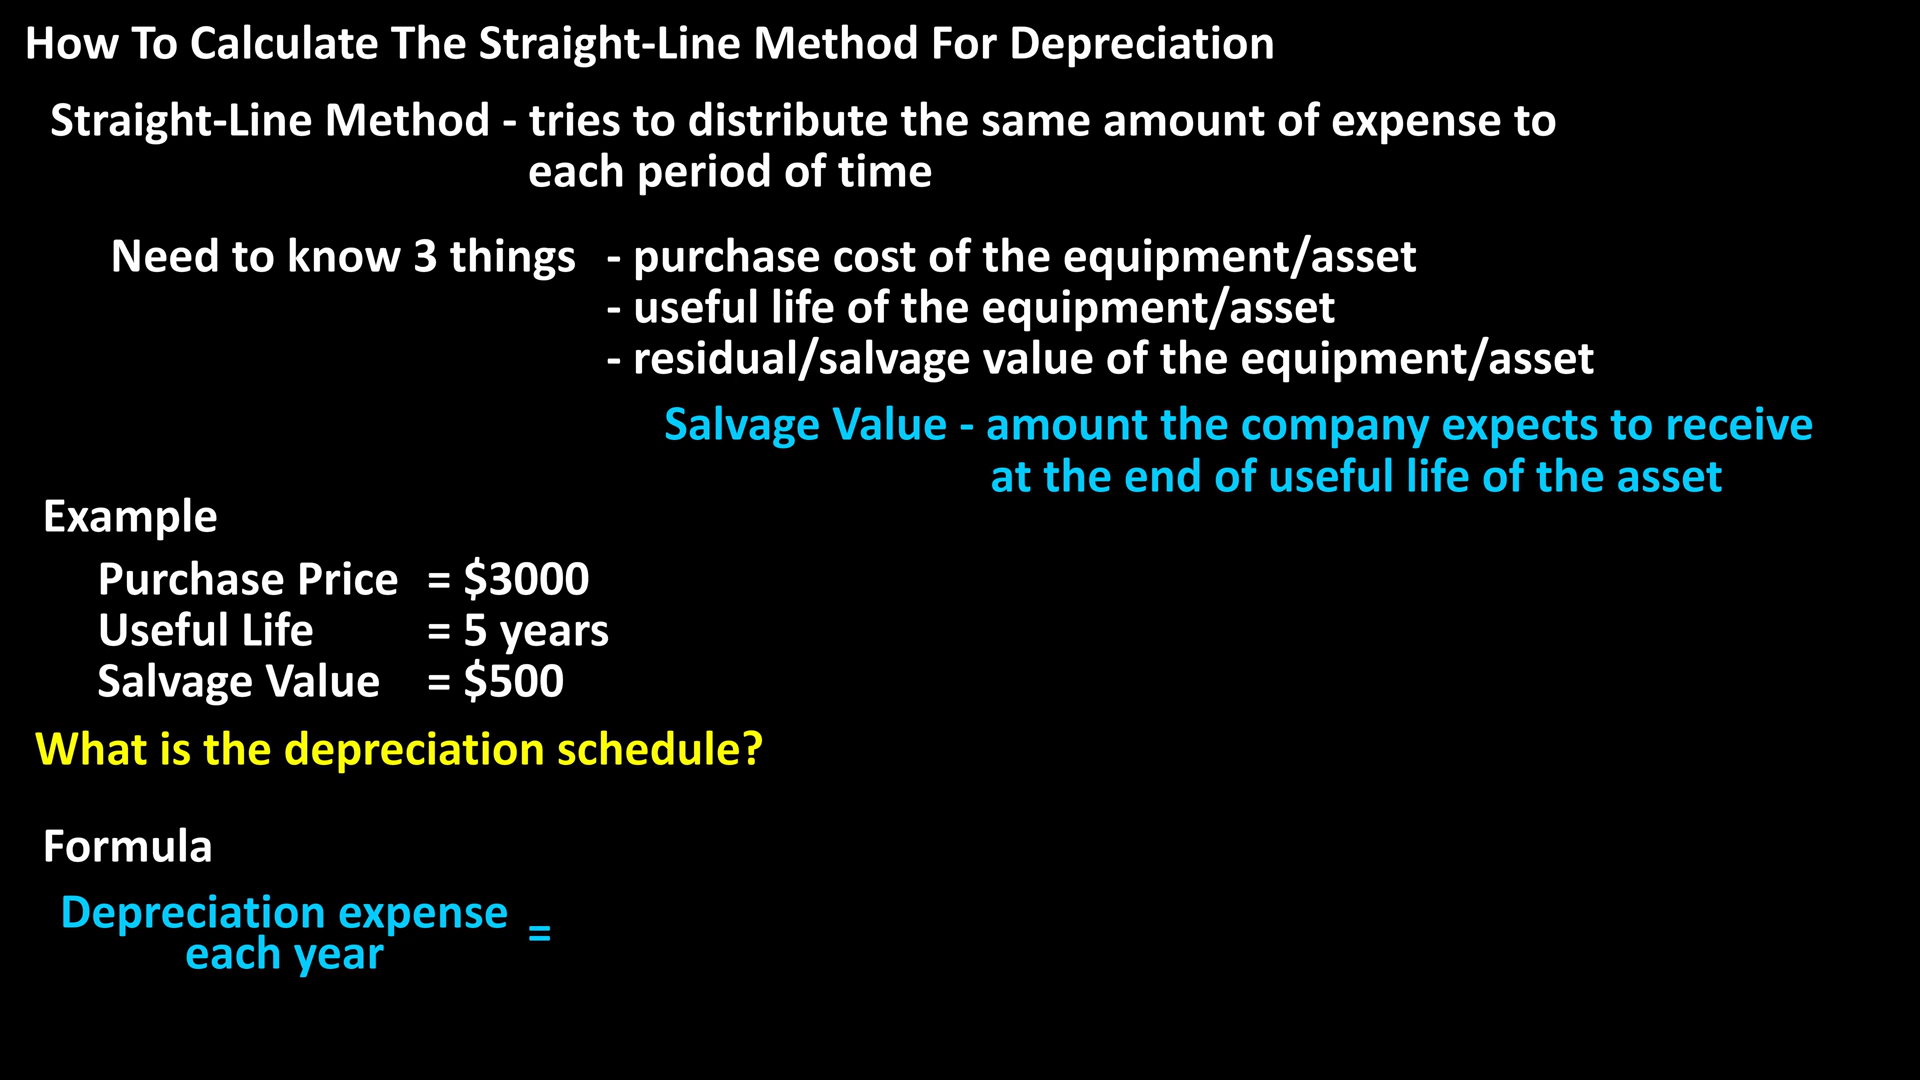 How To Calculate The Straight-Line Method For Depreciation
Straight-Line Method - tries to distribute the same amount of expense to
each period of time
Need to know 3 things - purchase cost of the equipment/asset
- useful life of the equipment/asset
- residual/salvage value of the equipment/asset
Salvage Value - amount the company expects to receive
at the end of useful life of the asset
Example
Purchase Price = $3000
Useful Life = 5 years
Salvage Value = $500
What is the depreciation schedule?
Formula
Depreciation expense =
each year